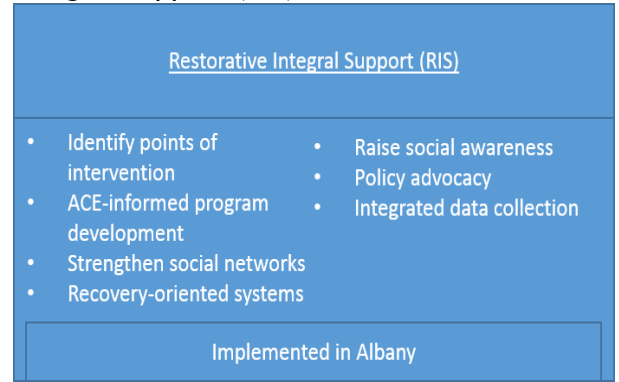 Restorative Integral Support (RIS)
• Identify points of
intervention
• ACE-informed program
development
• Strengthen social networks
• Recovery-oriented systems
• Raise social awareness
• Policy advocacy
• Integrated data collection
Implemented in Albany